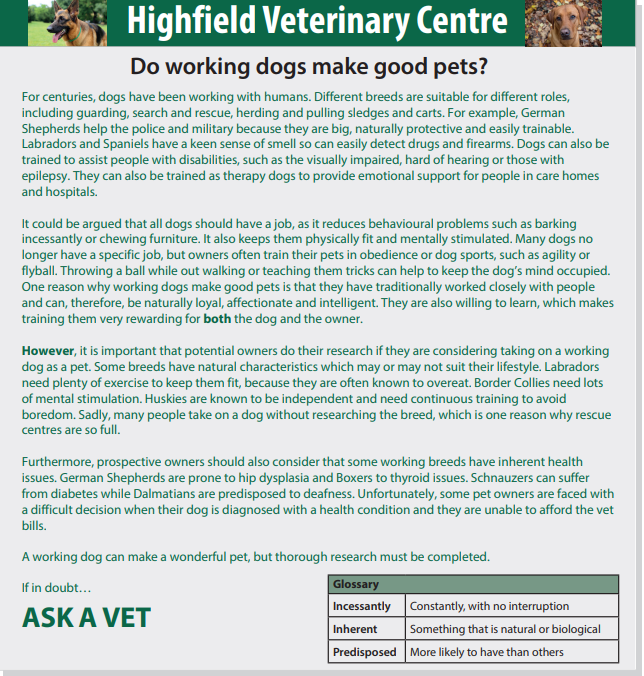 Highfield Veterinary Centre
Do working dogs make good pets?
For centuries, dogs have been working with humans. Different breeds are suitable for different roles,
including guarding, search and rescue, herding and pulling sledges and carts. For example, German
Shepherds help the police and military because they are big, naturally protective and easily trainable.
Labradors and Spaniels have a keen sense of smell so can easily detect drugs and firearms. Dogs can also be
trained to assist people with disabilities, such as the visually impaired, hard of hearing or those with
epilepsy. They can also be trained as therapy dogs to provide emotional support for people in care homes
and hospitals.
It could be argued that all dogs should have a job, as it reduces behavioural problems such as barking
incessantly or chewing furniture. It also keeps them physically fit and mentally stimulated. Many dogs no
longer have a specific job, but owners often train their pets in obedience or dog sports, such as agility or
flyball. Throwing a ball while out walking or teaching them tricks can help to keep the dog's mind occupied.
One reason why working dogs make good pets is that they have traditionally worked closely with people
and can, therefore, be naturally loyal, affectionate and intelligent. They are also willing to learn, which makes
training them very rewarding for both the dog and the owner.
However, it is important that potential owners do their research if they are considering taking on a working
dog as a pet. Some breeds have natural characteristics which may or may not suit their lifestyle. Labradors
need plenty of exercise to keep them fit, because they are often known to overeat. Border Collies need lots
of mental stimulation. Huskies are known to be independent and need continuous training to avoid
boredom. Sadly, many people take on a dog without researching the breed, which is one reason why rescue
centres are so full.
Furthermore, prospective owners should also consider that some working breeds have inherent health
issues. German Shepherds are prone to hip dysplasia and Boxers to thyroid issues. Schnauzers can suffer
from diabetes while Dalmatians are predisposed to deafness. Unfortunately, some pet owners are faced with
a difficult decision when their dog is diagnosed with a health condition and they are unable to afford the vet
bills.
A working dog can make a wonderful pet, but thorough research must be completed.
If in doubt…
ASK A VET
Glossary
Incessantly Constantly, with no interruption
Inherent Something that is natural or biological
Predisposed More likely to have than others